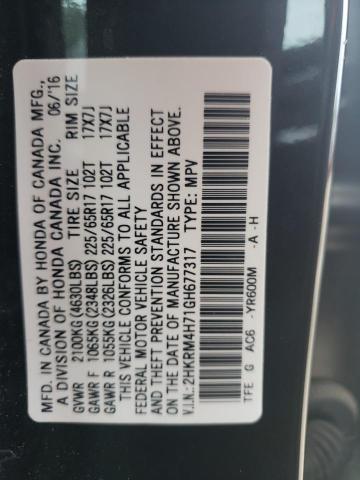 MFD. IN CANADA BY HONDA OF CANADA MFG.,
A DIVISION OF HONDA CANADA INC. 06/'16
GVWR 2100KG(4630LBS) TIRE SIZE RIM SIZE
GAWR F 1065KG(2348LBS) 225/65R17 102T 17X7J
GAWR R 1055KG(2326LBS) 225/65R17 102T 17X7J
THIS VEHICLE CONFORMS TO ALL APPLICABLE
FEDERAL MOTOR VEHICLE SAFETY
AND THEFT PREVENTION STANDARDS IN EFFECT
ON THE DATE OF MANUFACTURE SHOWN ABOVE.
V.I.N.: 2HKRM4H71GH677317 TYPE: MPV
TFE G AC6 -YR600M -A -H